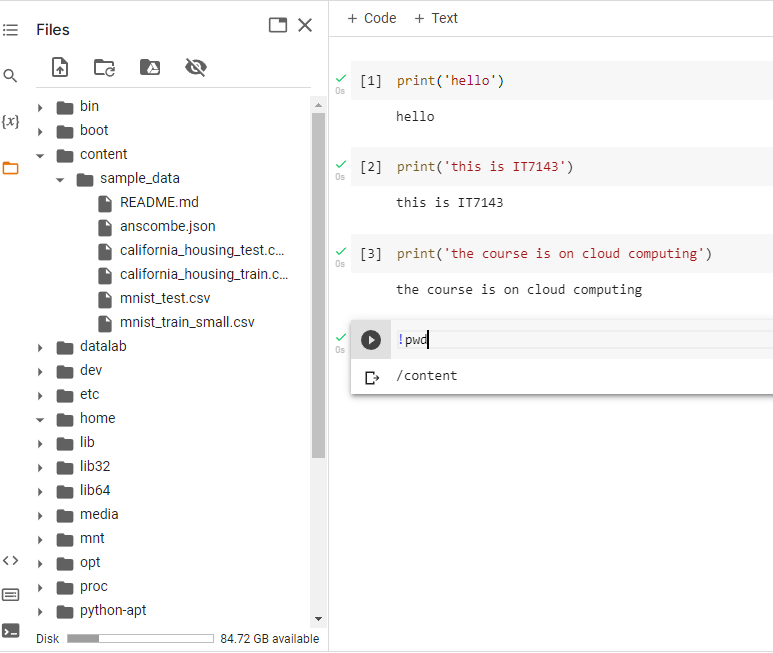 Files
{x}
bin
boot
content
sample_data
README.md
anscombe.json
california_housing_test.c...
california_housing_train.c...
mnist_test.csv
mnist_train_small.csv
datalab
dev
etc
home
lib
lib32
lib64
media
mnt
opt
proc
python-apt
Disk 84.72 GB available
+ Code + Text
[1] print('hello')
0s
hello
[2] print('this is IT7143')
0s
this is IT7143
[3] print('the course is on cloud computing')
0s
the course is on cloud computing
!pwd
0s
/content